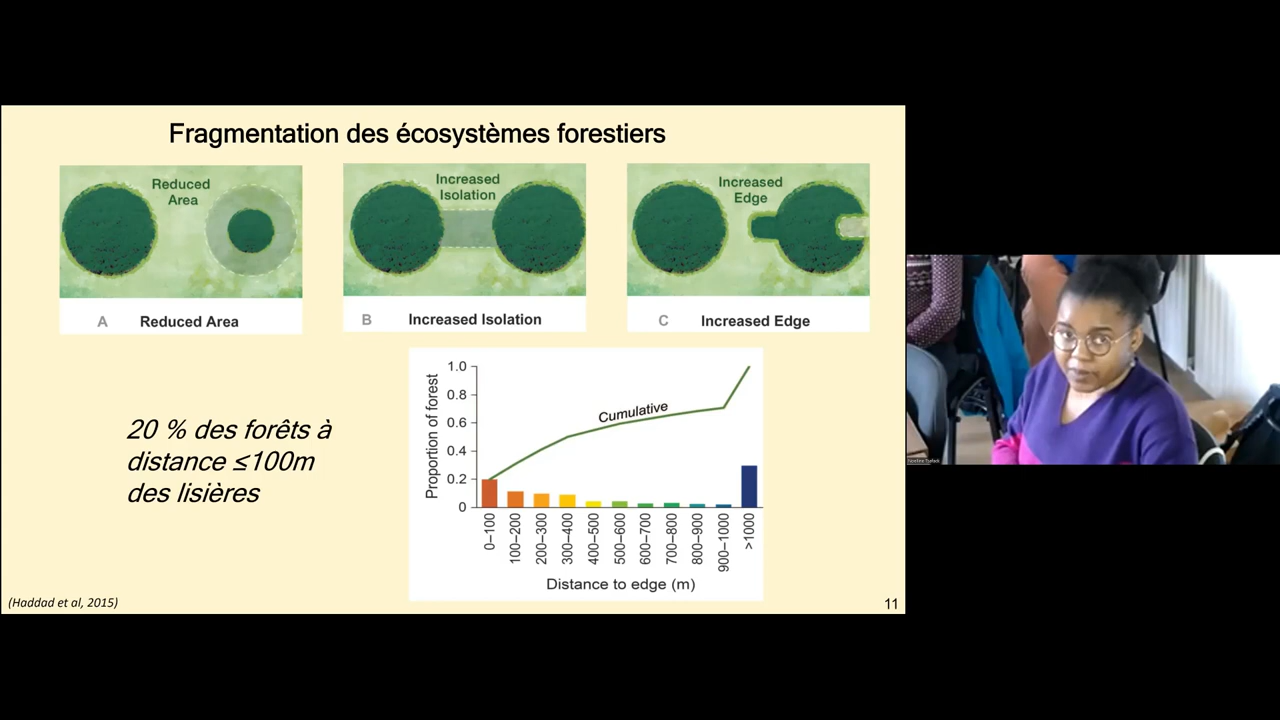 Fragmentation des écosystèmes forestiers
Reduced
Area
A Reduced Area
Increased
Isolation
B Increased Isolation
Increased
Edge
C Increased Edge
20 % des forêts à
distance ≤100m
des lisières
Proportion of forest
1.0
0.8
0.6
0.4
0.2
0
Cumulative
0–100
100–200
200–300
300–400
400–500
500–600
600–700
700–800
800–900
900–1000
>1000
Distance to edge (m)
(Haddad et al, 2015)
11